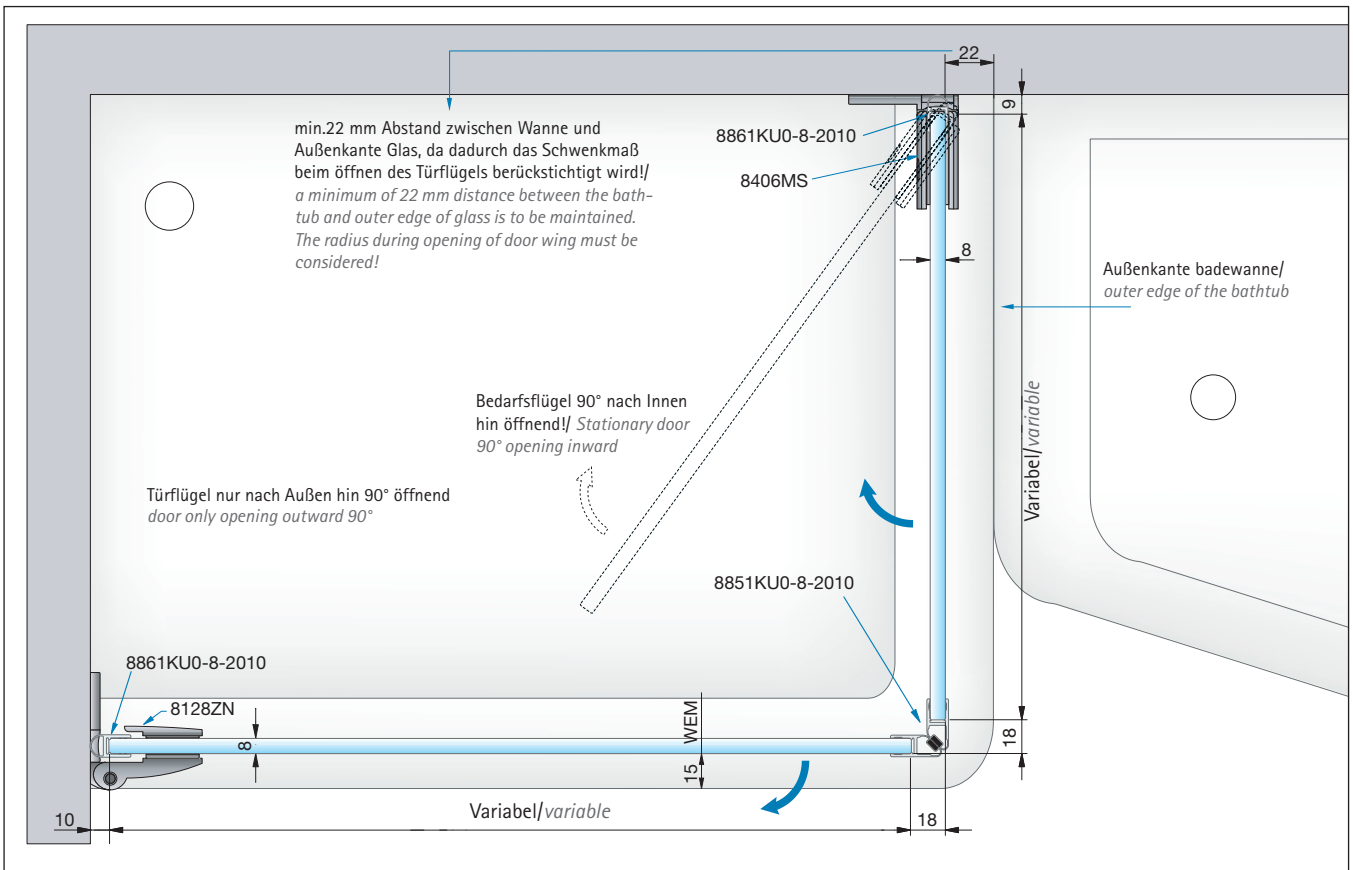 22
9
min.22 mm Abstand zwischen Wanne und
Außenkante Glas, da dadurch das Schwenkmaß
beim öffnen des Türflügels berückstichtigt wird!/
a minimum of 22 mm distance between the bath-
tub and outer edge of glass is to be maintained.
The radius during opening of door wing must be
considered!
8861KU0-8-2010
8406MS
8
Außenkante badewanne/
outer edge of the bathtub
Variabel/variable
Bedarfsflügel 90° nach Innen
hin öffnend!/ Stationary door
90° opening inward
Türflügel nur nach Außen hin 90° öffnend
door only opening outward 90°
8851KU0-8-2010
8861KU0-8-2010
8128ZN
8
WEM
15
18
Variabel/variable
10
18